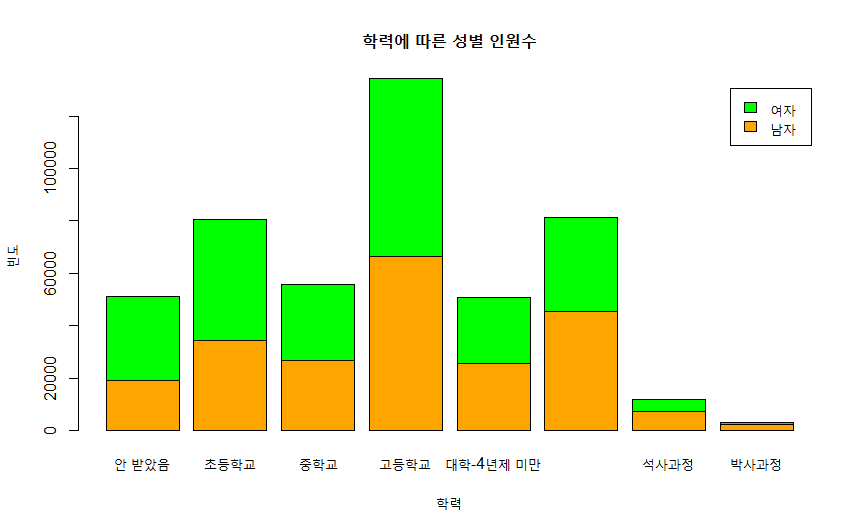 학력에 따른 성별 인원수
여자
남자
빈도
100000
60000
20000
0
안 받았음 초등학교 중학교 고등학교 대학-4년제 미만 석사과정 박사과정
학력